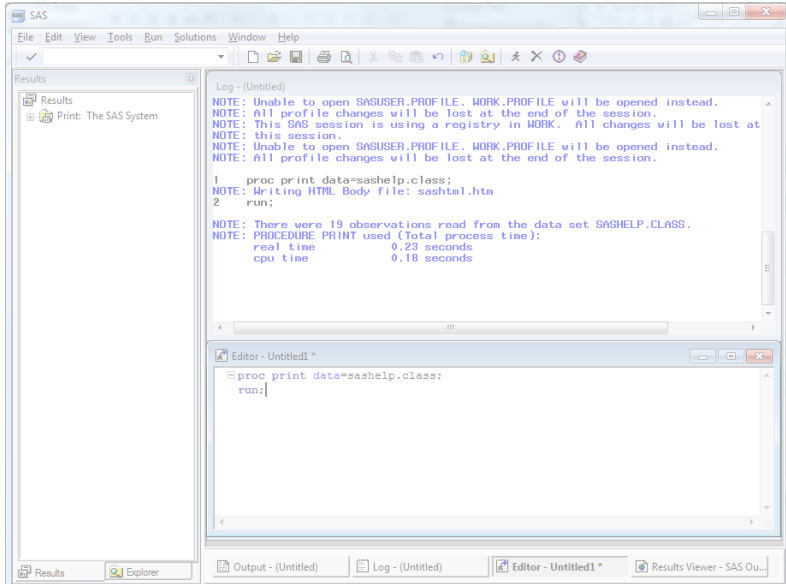 SAS
File Edit View Tools Run Solutions Window Help
Results
Results
Print: The SAS System
Log - (Untitled)
NOTE: Unable to open SASUSER.PROFILE. WORK.PROFILE will be opened instead.
NOTE: All profile changes will be lost at the end of the session.
NOTE: This SAS session is using a registry in WORK.  All changes will be lost at
NOTE: this session.
NOTE: Unable to open SASUSER.PROFILE. WORK.PROFILE will be opened instead.
NOTE: All profile changes will be lost at the end of the session.
1    proc print data=sashelp.class;
NOTE: Writing HTML Body file: sashtml.htm
2    run;
NOTE: There were 19 observations read from the data set SASHELP.CLASS.
NOTE: PROCEDURE PRINT used (Total process time):
real time           0.23 seconds
cpu time            0.18 seconds
Editor - Untitled1 *
proc print data=sashelp.class;
run;
Results Explorer
Output - (Untitled) Log - (Untitled) Editor - Untitled1 * Results Viewer - SAS Ou...